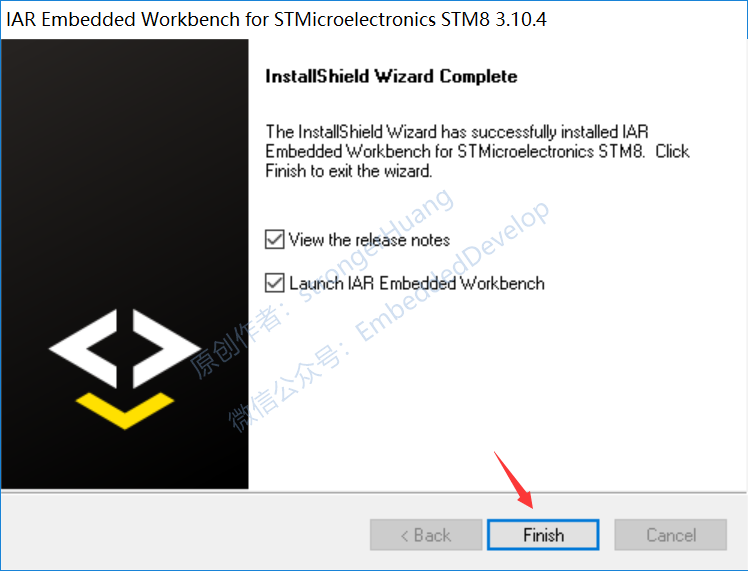 IAR Embedded Workbench for STMicroelectronics STM8 3.10.4
InstallShield Wizard Complete
The InstallShield Wizard has successfully installed IAR
Embedded Workbench for STMicroelectronics STM8. Click
Finish to exit the wizard.
View the release notes
Launch IAR Embedded Workbench
原创作者：strongerHuang
微信公众号：EmbeddedDevelop
< Back
Finish
Cancel